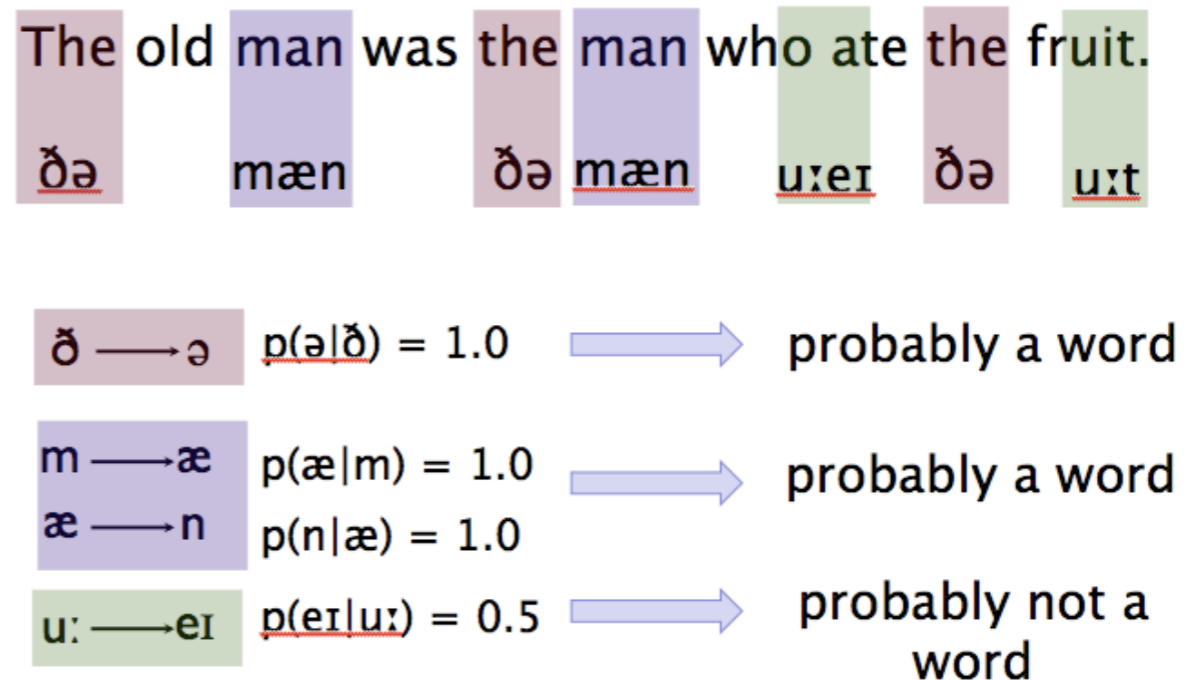 The old man was the man who ate the fruit.
ðə mæn ðə mæn uːeɪ ðə uːt
ð → ə p(ə|ð) = 1.0 probably a word
m → æ p(æ|m) = 1.0 probably a word
æ → n p(n|æ) = 1.0
uː → eɪ p(eɪ|uː) = 0.5 probably not a
word